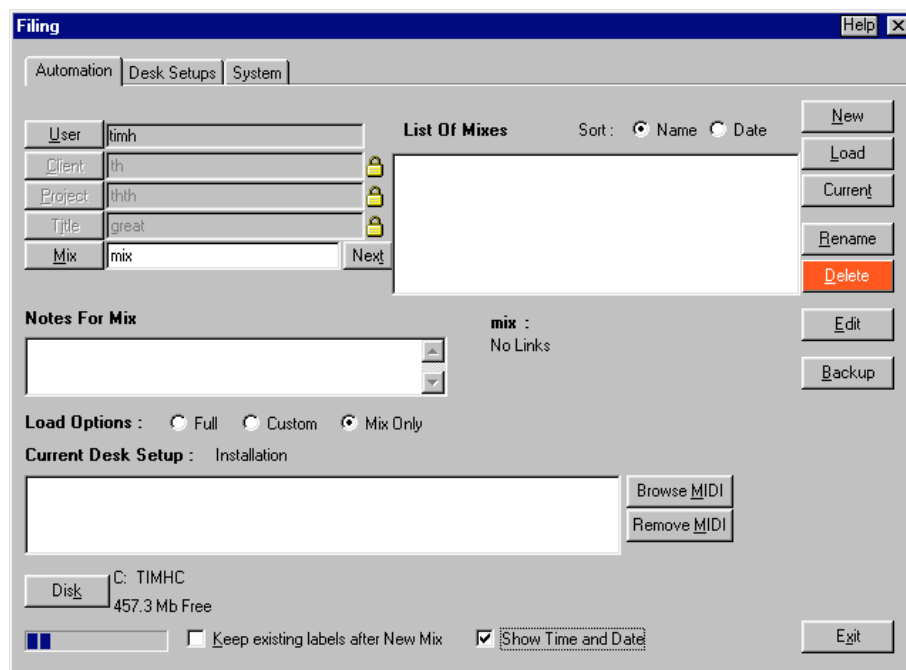 Filing Help
Automation Desk Setups System
User timh
Client th
Project thth
Title great
Mix mix Next
List Of Mixes Sort : Name Date
New
Load
Current
Rename
Delete
Edit
Backup
Notes For Mix
mix :
No Links
Load Options : Full Custom Mix Only
Current Desk Setup : Installation
Browse MIDI
Remove MIDI
Disk C: TIMHC
457.3 Mb Free
Keep existing labels after New Mix Show Time and Date Exit